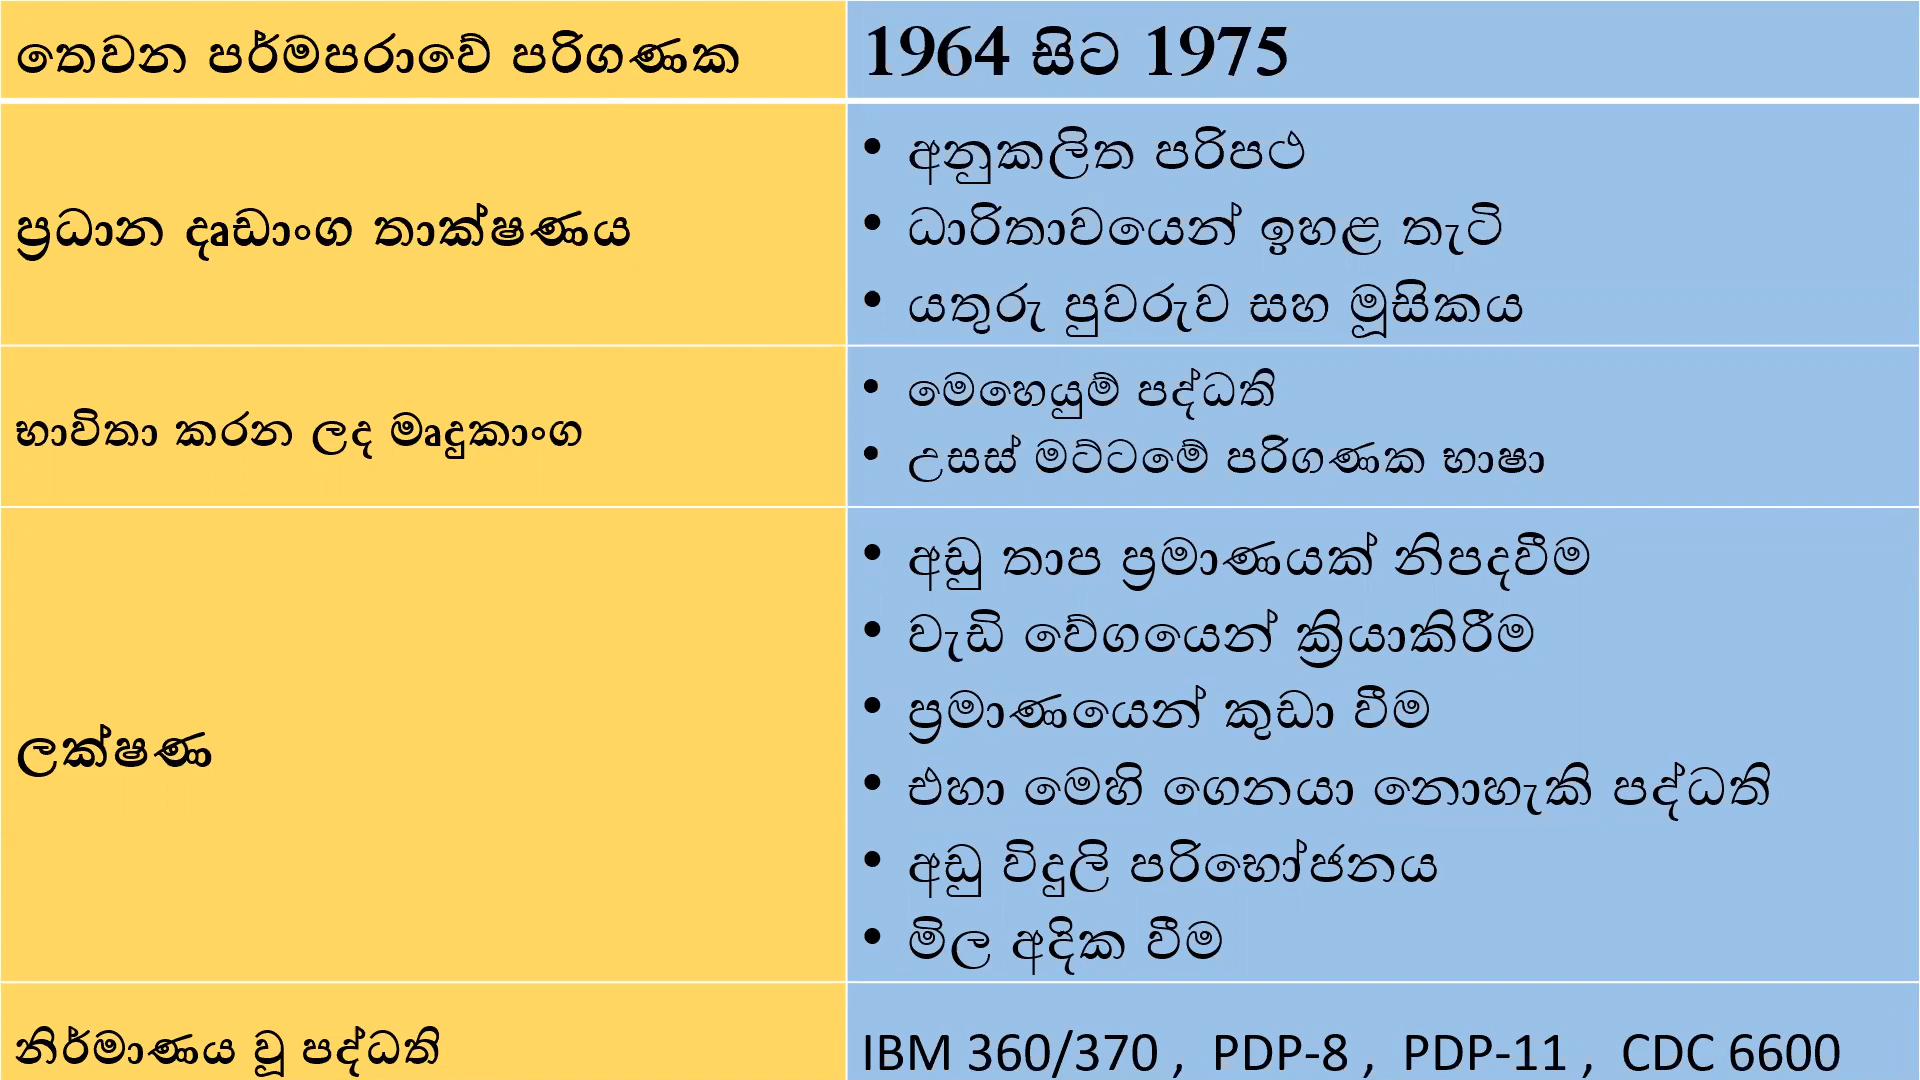 තෙවන පර්මපරාවේ පරිගණක
1964 සිට 1975
ප්‍රධාන දෘඩාංග තාක්ෂණය
• අනුකලිත පරිපථ
• ධාරිතාවයෙන් ඉහළ තැටි
• යතුරු පුවරුව සහ මූසිකය
භාවිතා කරන ලද මෘදුකාංග
• මෙහෙයුම් පද්ධති
• උසස් මට්ටමේ පරිගණක භාෂා
ලක්ෂණ
• අඩු තාප ප්‍රමාණයක් නිපදවීම
• වැඩි වේගයෙන් ක්‍රියාකිරීම
• ප්‍රමාණයෙන් කුඩා වීම
• එහා මෙහි ගෙනයා නොහැකි පද්ධති
• අඩු විදුලි පරිභෝජනය
• මිල අදික වීම
නිර්මාණය වූ පද්ධති
IBM 360/370 , PDP-8 , PDP-11 , CDC 6600